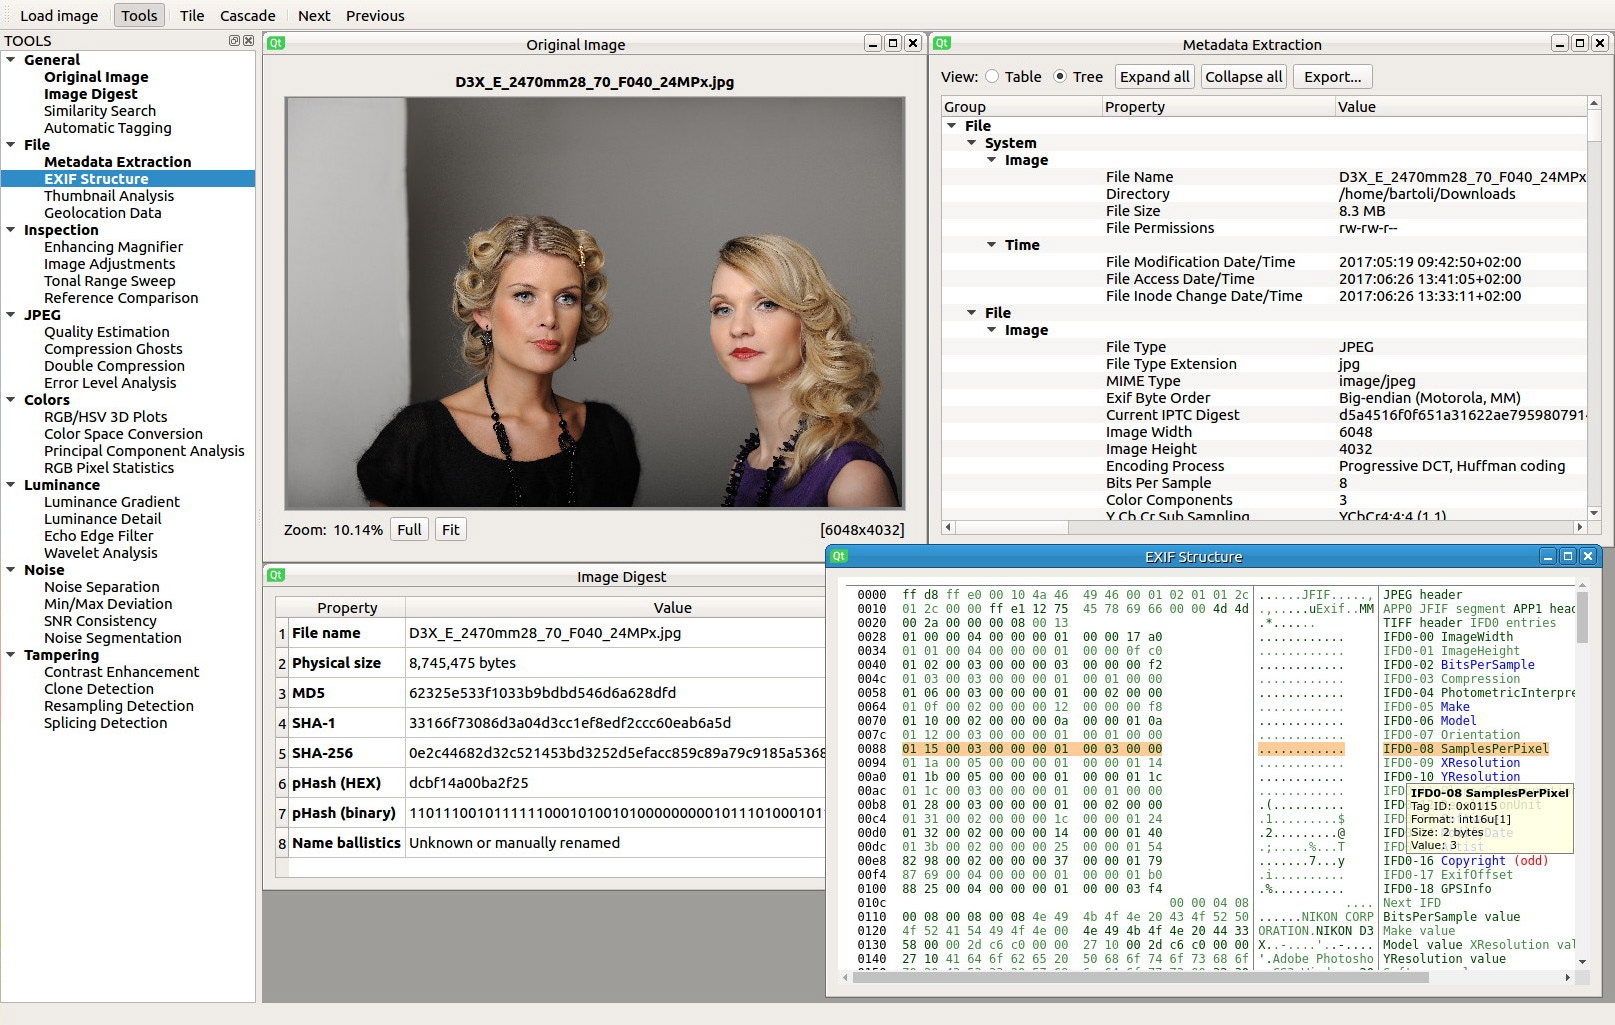 Load image Tools Tile Cascade Next Previous
TOOLS
General
Original Image
Image Digest
Similarity Search
Automatic Tagging
File
Metadata Extraction
EXIF Structure
Thumbnail Analysis
Geolocation Data
Inspection
Enhancing Magnifier
Image Adjustments
Tonal Range Sweep
Reference Comparison
JPEG
Quality Estimation
Compression Ghosts
Double Compression
Error Level Analysis
Colors
RGB/HSV 3D Plots
Color Space Conversion
Principal Component Analysis
RGB Pixel Statistics
Luminance
Luminance Gradient
Luminance Detail
Echo Edge Filter
Wavelet Analysis
Noise
Noise Separation
Min/Max Deviation
SNR Consistency
Noise Segmentation
Tampering
Contrast Enhancement
Clone Detection
Resampling Detection
Splicing Detection
Qt Original Image
D3X_E_2470mm28_70_F040_24MPx.jpg
Zoom: 10.14% Full Fit [6048x4032]
Qt Metadata Extraction
View: Table Tree Expand all Collapse all Export...
Group Property Value
File
System
Image
File Name D3X_E_2470mm28_70_F040_24MPx
Directory /home/bartoli/Downloads
File Size 8.3 MB
File Permissions rw-rw-r--
Time
File Modification Date/Time 2017:05:19 09:42:50+02:00
File Access Date/Time 2017:06:26 13:41:05+02:00
File Inode Change Date/Time 2017:06:26 13:33:11+02:00
File
Image
File Type JPEG
File Type Extension jpg
MIME Type image/jpeg
Exif Byte Order Big-endian (Motorola, MM)
Current IPTC Digest d5a4516f0f651a31622ae795980791
Image Width 6048
Image Height 4032
Encoding Process Progressive DCT, Huffman coding
Bits Per Sample 8
Color Components 3
Y Cb Cr Sub Sampling YCbCr4:4:4 (1 1)
Qt Image Digest
Property Value
1 File name D3X_E_2470mm28_70_F040_24MPx.jpg
2 Physical size 8,745,475 bytes
3 MD5 62325e533f1033b9bdbd546d6a628dfd
4 SHA-1 33166f73086d3a04d3cc1ef8edf2ccc60eab6a5d
5 SHA-256 0e2c44682d32c521453bd3252d5efacc859c89a79c9185a5368
6 pHash (HEX) dcbf14a00ba2f25
7 pHash (binary)
8 Name ballistics Unknown or manually renamed
Qt EXIF Structure
0000 ff d8 ff e0 00 10 4a 46 49 46 00 01 02 01 01 2c ......JFIF....., JPEG header
0010 01 2c 00 00 ff e1 12 75 45 78 69 66 00 00 4d 4d .,.....uExif..MM APP0 JFIF segment APP1 head
0020 00 2a 00 00 00 08 00 13 .*...... TIFF header IFD0 entries
0028 01 00 00 04 00 00 00 01 00 00 17 a0 ............ IFD0-00 ImageWidth
0034 01 01 00 04 00 00 00 01 00 00 0f c0 ............ IFD0-01 ImageHeight
0040 01 02 00 03 00 00 00 03 00 00 00 f2 ............ IFD0-02 BitsPerSample
004c 01 03 00 03 00 00 00 01 00 01 00 00 ............ IFD0-03 Compression
0058 01 06 00 03 00 00 00 01 00 02 00 00 ............ IFD0-04 PhotometricInterpre
0064 01 0f 00 02 00 00 00 12 00 00 00 f8 ............ IFD0-05 Make
0070 01 10 00 02 00 00 00 0a 00 00 01 0a ............ IFD0-06 Model
007c 01 12 00 03 00 00 00 01 00 01 00 00 ............ IFD0-07 Orientation
0088 01 15 00 03 00 00 00 01 00 03 00 00 ............ IFD0-08 SamplesPerPixel
0094 01 1a 00 05 00 00 00 01 00 00 01 14 ............ IFD0-09 XResolution
00a0 01 1b 00 05 00 00 00 01 00 00 01 1c ............ IFD0-10 YResolution
00ac 01 1c 00 03 00 00 00 01 00 01 00 00 ............
00b8 01 28 00 03 00 00 00 01 00 02 00 00 .(..........
00c4 01 31 00 02 00 00 00 1c 00 00 01 24 .1.........$
00d0 01 32 00 02 00 00 00 14 00 00 01 40 .2.........@
00dc 01 3b 00 02 00 00 00 25 00 00 01 54 .;.....%...T
00e8 82 98 00 02 00 00 00 37 00 00 01 79 .......7...y IFD0-16 Copyright (odd)
00f4 87 69 00 04 00 00 00 01 00 00 01 b0 .i.......... IFD0-17 ExifOffset
0100 88 25 00 04 00 00 00 01 00 00 03 f4 .%.......... IFD0-18 GPSInfo
010c 00 00 04 08 .... Next IFD
0110 00 08 00 08 00 08 4e 49 4b 4f 4e 20 43 4f 52 50 ......NIKON CORP BitsPerSample value
0120 4f 52 41 54 49 4f 4e 00 4e 49 4b 4f 4e 20 44 33 ORATION.NIKON D3 Make value
0130 58 00 00 2d c6 c0 00 00 27 10 00 2d c6 c0 00 00 X..-....'..-.... Model value XResolution val
0140 27 10 41 64 6f 62 65 20 50 68 6f 74 6f 73 68 6f '.Adobe Photosho YResolution value
IFD0-08 SamplesPerPixel
Tag ID: 0x0115
Format: int16u[1]
Size: 2 bytes
Value: 3